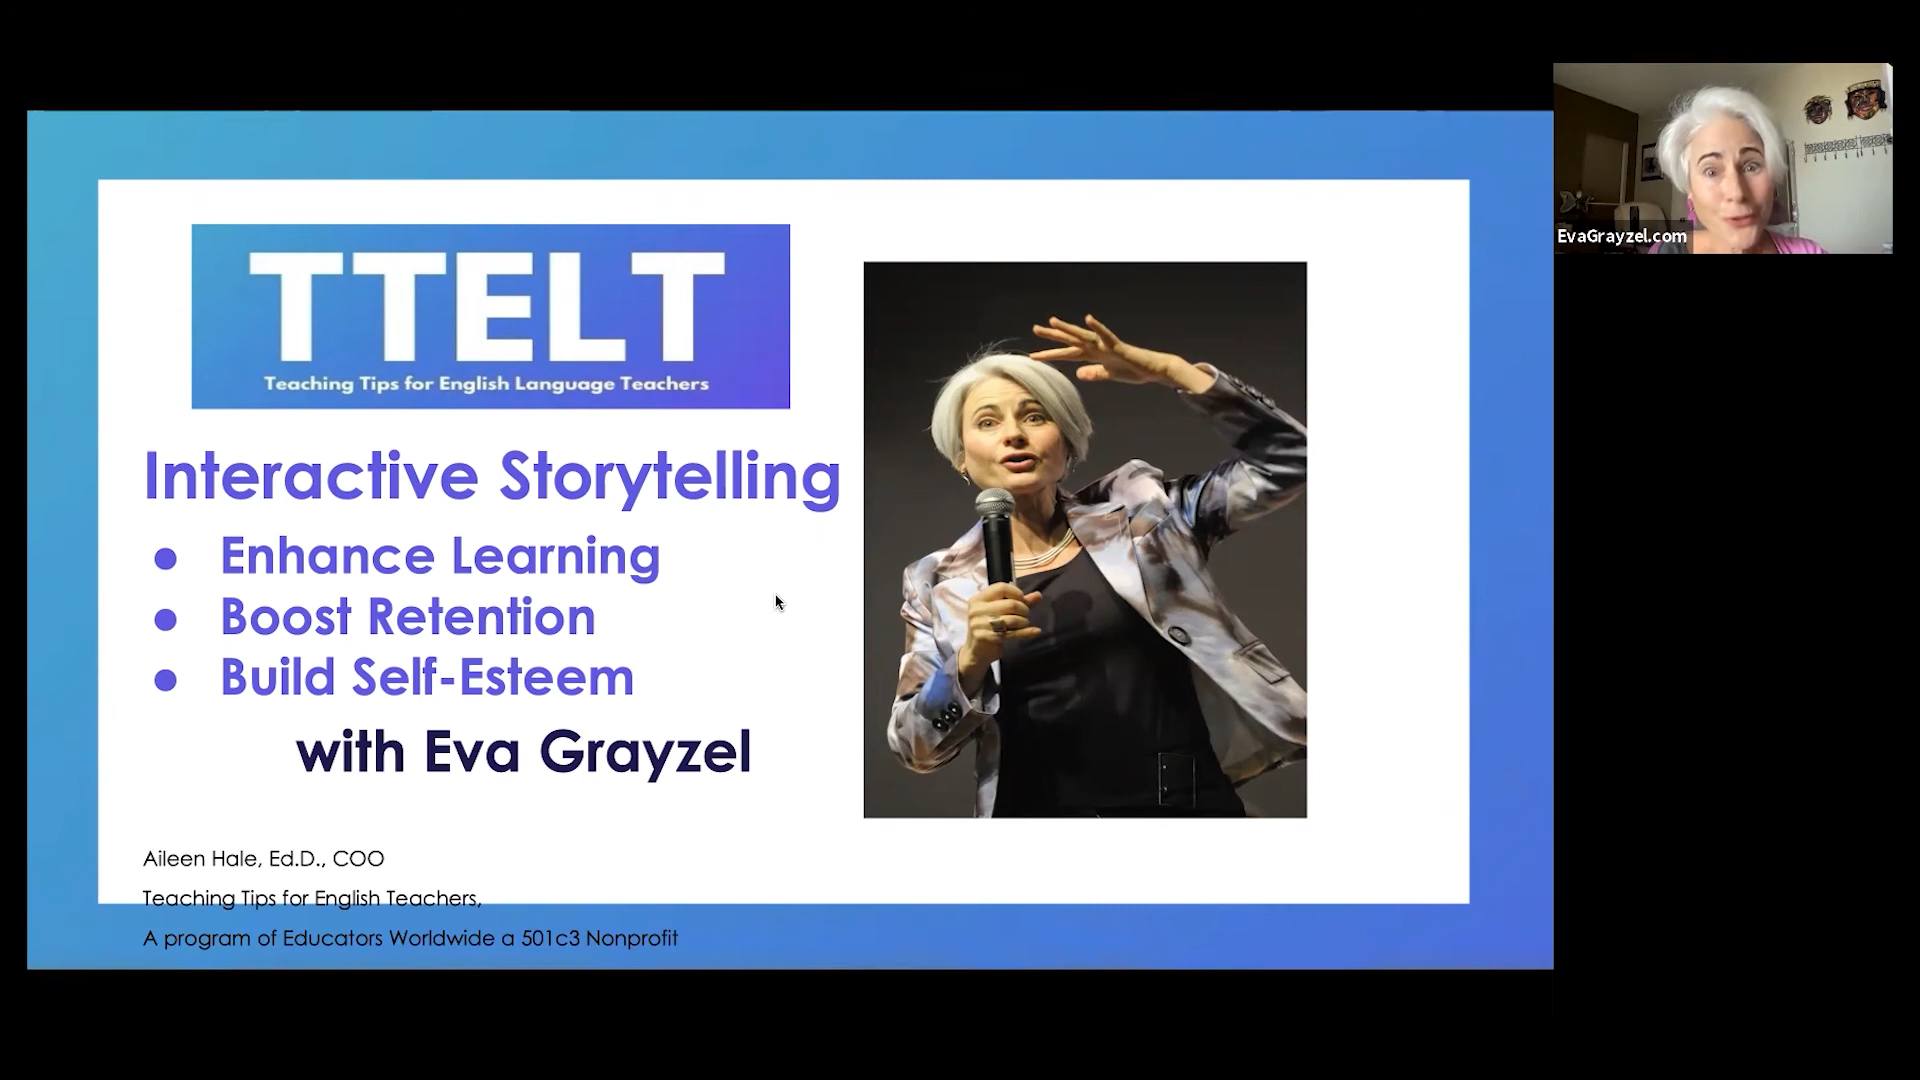 TTELT
Teaching Tips for English Language Teachers
Interactive Storytelling
● Enhance Learning
● Boost Retention
● Build Self-Esteem
with Eva Grayzel
Aileen Hale, Ed.D., COO
Teaching Tips for English Teachers,
A program of Educators Worldwide a 501c3 Nonprofit
EvaGrayzel.com